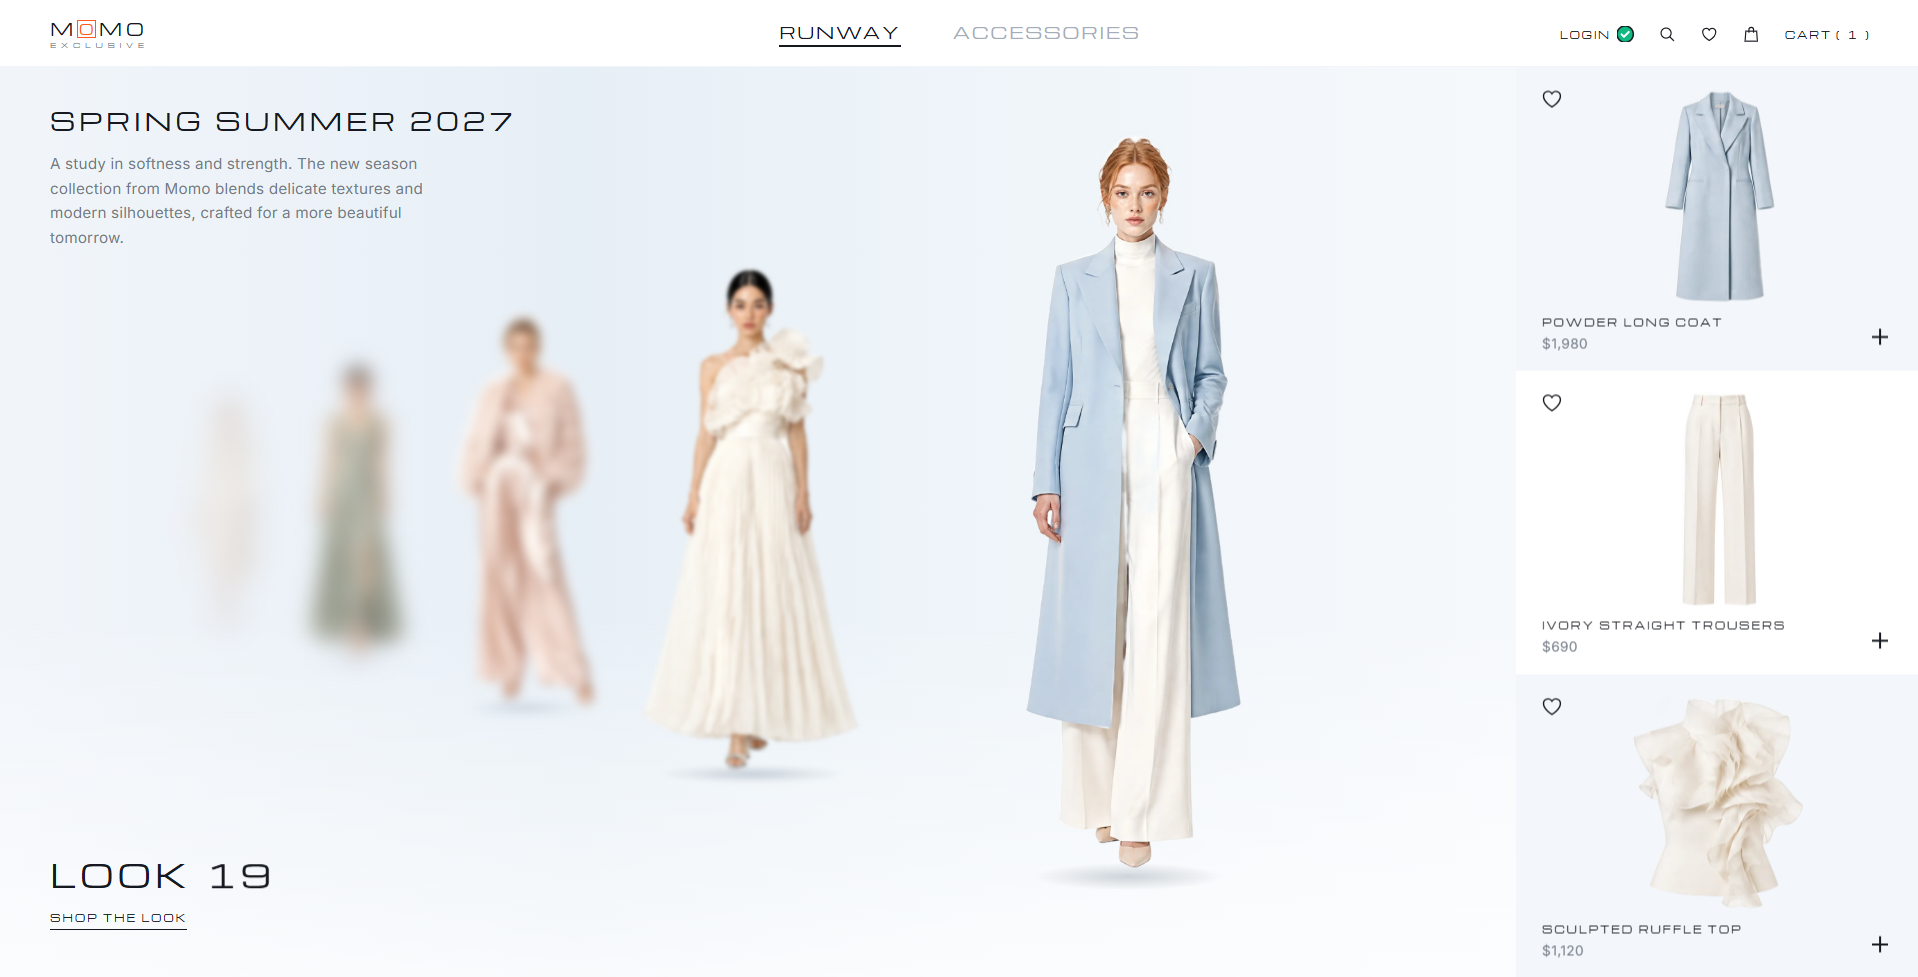 MOMO
EXCLUSIVE
RUNWAY
ACCESSORIES
LOGIN
CART ( 1 )
SPRING SUMMER 2027
A study in softness and strength. The new season
collection from Momo blends delicate textures and
modern silhouettes, crafted for a more beautiful
tomorrow.
LOOK 19
SHOP THE LOOK
POWDER LONG COAT
$1,980
IVORY STRAIGHT TROUSERS
$690
SCULPTED RUFFLE TOP
$1,120